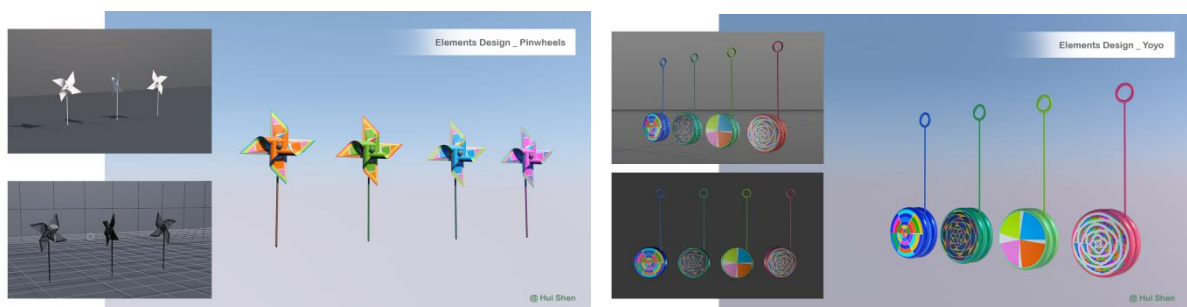 Elements Design _ Pinwheels
@ Hui Shen
Elements Design _ Yoyo
@ Hui Shen